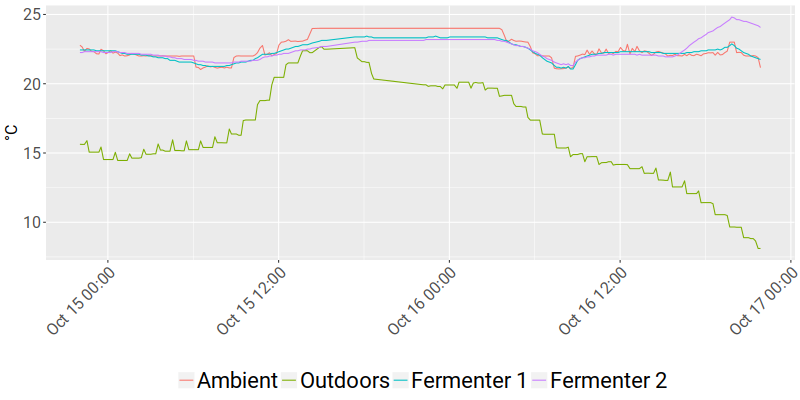 25
20
15
10
°C
Oct 15 00:00
Oct 15 12:00
Oct 16 00:00
Oct 16 12:00
Oct 17 00:00
Ambient Outdoors Fermenter 1 Fermenter 2